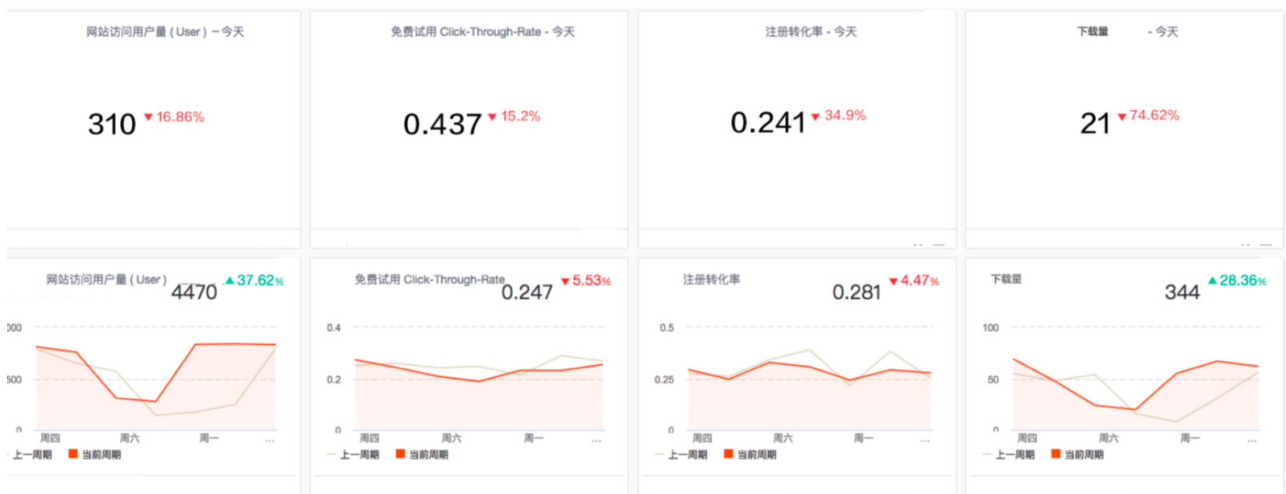 网站访问用户量 ( User ) – 今天
310 ▼16.86%
免费试用 Click-Through-Rate - 今天
0.437 ▼15.2%
注册转化率 - 今天
0.241 ▼34.9%
下载量 - 今天
21 ▼74.62%
网站访问用户量 ( User )
4470 ▲37.62%
000
500
0
周四 周六 周一 ...
上一周期 当前周期
免费试用 Click-Through-Rate
0.247 ▼5.53%
0.4
0.2
0
周四 周六 周一 ...
上一周期 当前周期
注册转化率
0.281 ▼4.47%
0.5
0.25
0
周四 周六 周一 ...
上一周期 当前周期
下载量
344 ▲28.36%
100
50
0
周四 周六 周一 ...
上一周期 当前周期